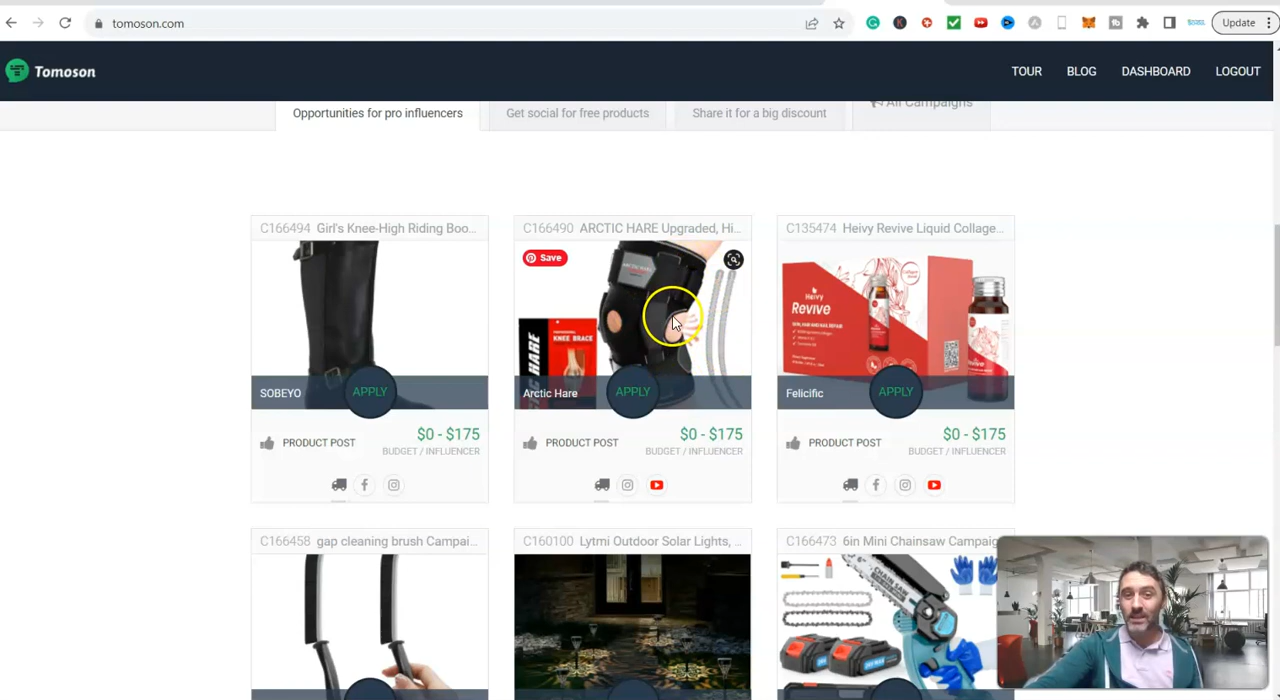 tomoson.com
Update
Tomoson
TOUR BLOG DASHBOARD LOGOUT
Opportunities for pro influencers Get social for free products Share it for a big discount All Campaigns
C166494 Girl's Knee-High Riding Boo...
C166490 ARCTIC HARE Upgraded, Hi...
C135474 Heivy Revive Liquid Collage...
Save
ARCTIC HARE
KNEE BRACE
Heivy
Revive
SOBEYO APPLY
Arctic Hare APPLY
Felicific APPLY
PRODUCT POST $0 - $175
BUDGET / INFLUENCER
PRODUCT POST $0 - $175
BUDGET / INFLUENCER
PRODUCT POST $0 - $175
BUDGET / INFLUENCER
C166458 gap cleaning brush Campai...
C160100 Lytmi Outdoor Solar Lights, ...
C166473 6in Mini Chainsaw Campaig
CHAIN SAW